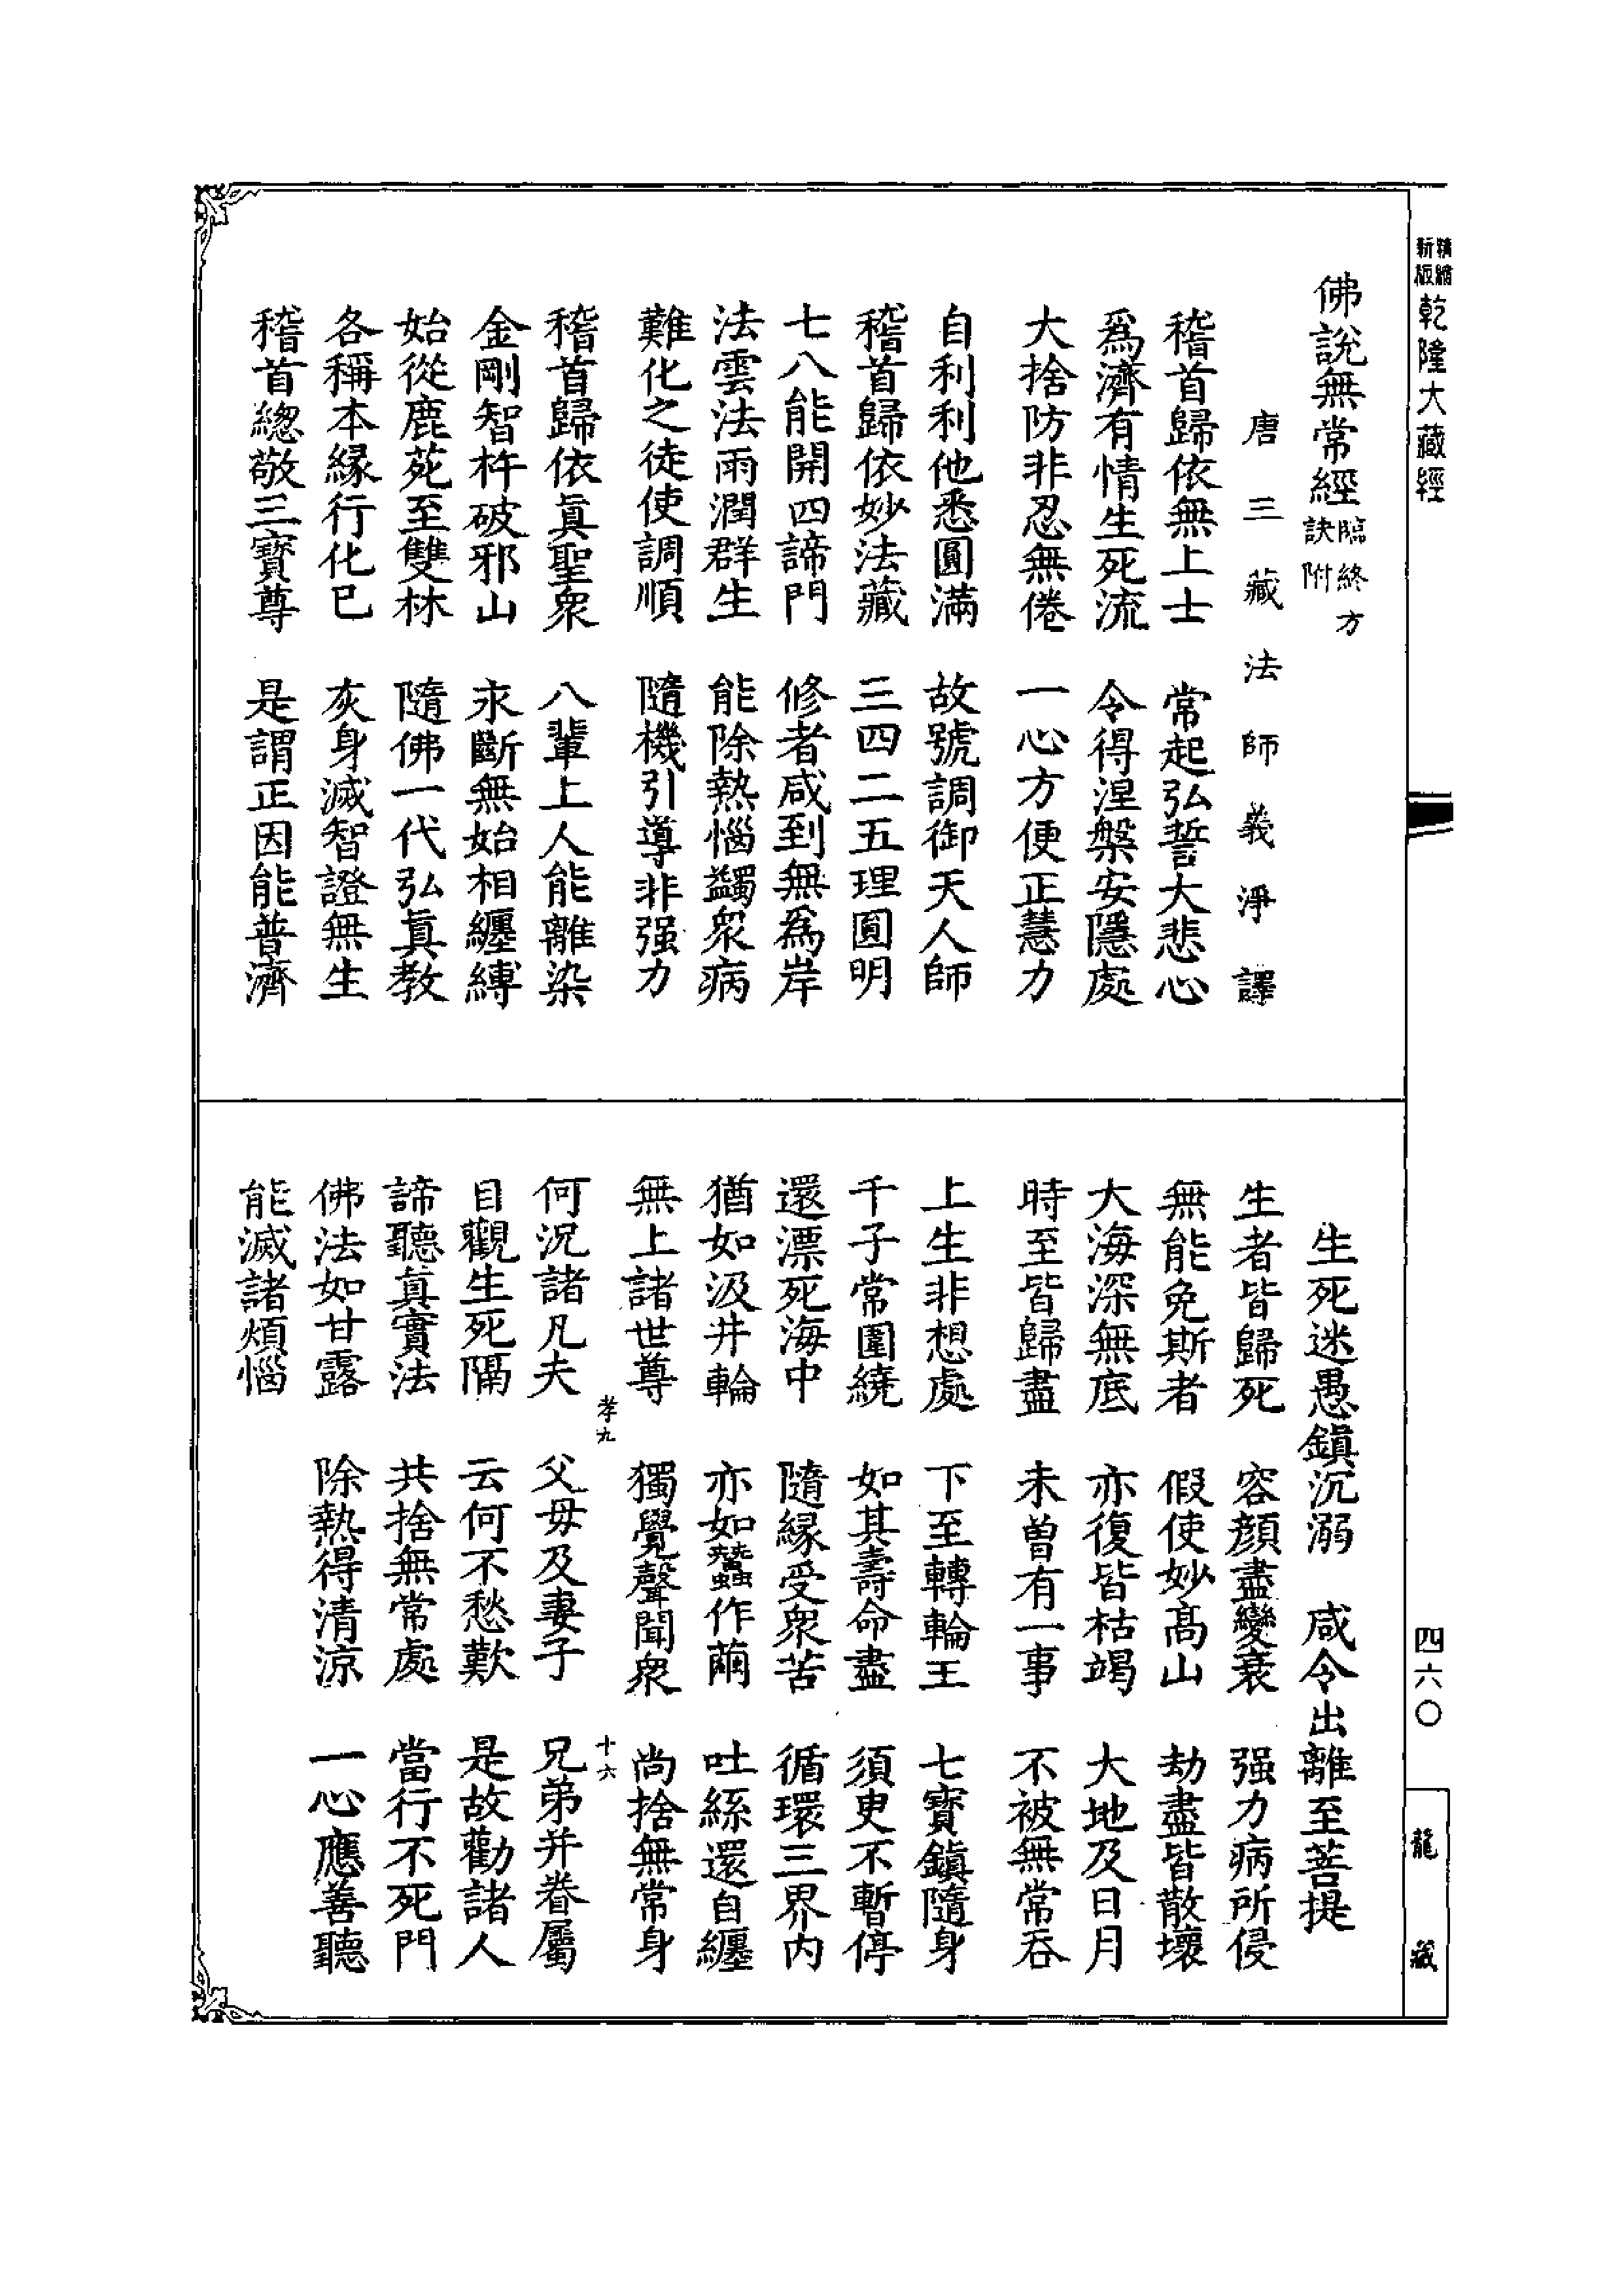 精縮新版乾隆大藏經
四六〇
龍藏
佛說無常經臨終方訣附
唐三藏法師義淨譯
稽首歸依無上士　常起弘誓大悲心
爲濟有情生死流　令得涅槃安隱處
大捨防非忍無倦　一心方便正慧力
自利利他悉圓滿　故號調御天人師
稽首歸依妙法藏　三四二五理圓明
七八能開四諦門　修者咸到無爲岸
法雲法雨潤群生　能除熱惱蠲衆病
難化之徒使調順　隨機引導非强力
稽首歸依眞聖衆　八輩上人能離染
金剛智杵破邪山　永斷無始相纏縛
始從鹿苑至雙林　隨佛一代弘眞教
各稱本緣行化已　灰身滅智證無生
稽首總敬三寶尊　是謂正因能普濟
生死迷愚鎭沉溺　咸令出離至菩提
生者皆歸死　容顏盡變衰　强力病所侵
無能免斯者　假使妙高山　劫盡皆散壞
大海深無底　亦復皆枯竭　大地及日月
時至皆歸盡　未曾有一事　不被無常吞
上生非想處　下至轉輪王　七寶鎭隨身
千子常圍繞　如其壽命盡　須臾不暫停
還漂死海中　隨緣受衆苦　循環三界內
猶如汲井輪　亦如蠶作繭　吐絲還自纏
無上諸世尊　獨覺聲聞衆　尚捨無常身
孝九　十六
何況諸凡夫　父母及妻子　兄弟并眷屬
目觀生死隔　云何不愁歎　是故勸諸人
諦聽眞實法　共捨無常處　當行不死門
佛法如甘露　除熱得清涼　一心應善聽
能滅諸煩惱